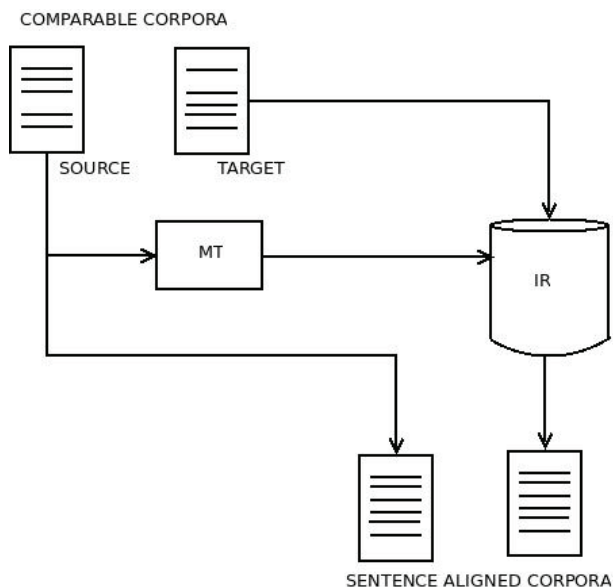 COMPARABLE CORPORA
SOURCE
TARGET
MT
IR
SENTENCE ALIGNED CORPORA